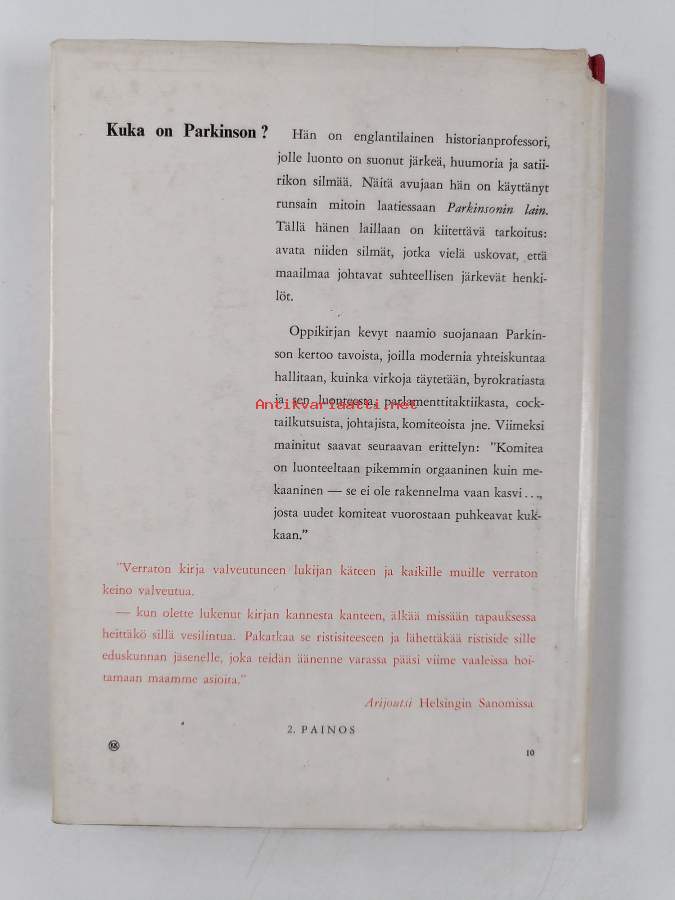 Kuka on Parkinson?
Hän on englantilainen historianprofessori,
jolle luonto on suonut järkeä, huumoria ja satii-
rikon silmää. Näitä avujaan hän on käyttänyt
runsain mitoin laatiessaan Parkinsonin lain.
Tällä hänen laillaan on kiitettävä tarkoitus:
avata niiden silmät, jotka vielä uskovat, että
maailmaa johtavat suhteellisen järkevät henki-
löt.
Oppikirjan kevyt naamio suojanaan Parkin-
son kertoo tavoista, joilla modernia yhteiskuntaa
hallitaan, kuinka virkoja täytetään, byrokratiasta
ja sen luonteesta, parlamenttitaktiikasta, cock-
Antikvariaatti.net
tailkutsuista, johtajista, komiteoista jne. Viimeksi
mainitut saavat seuraavan erittelyn: "Komitea
on luonteeltaan pikemmin orgaaninen kuin me-
kaaninen — se ei ole rakennelma vaan kasvi...,
josta uudet komiteat vuorostaan puhkeavat kuk-
kaan."
"Verraton kirja valveutuneen lukijan käteen ja kaikille muille verraton
keino valveutua.
— kun olette lukenut kirjan kannesta kanteen, älkää missään tapauksessa
heittäkö sillä vesilintua. Pakatkaa se ristisiteeseen ja lähettäkää ristiside sille
eduskunnan jäsenelle, joka teidän äänenne varassa pääsi viime vaaleissa hoi-
tamaan maamme asioita."
Arijoutsi Helsingin Sanomissa
2. PAINOS
10